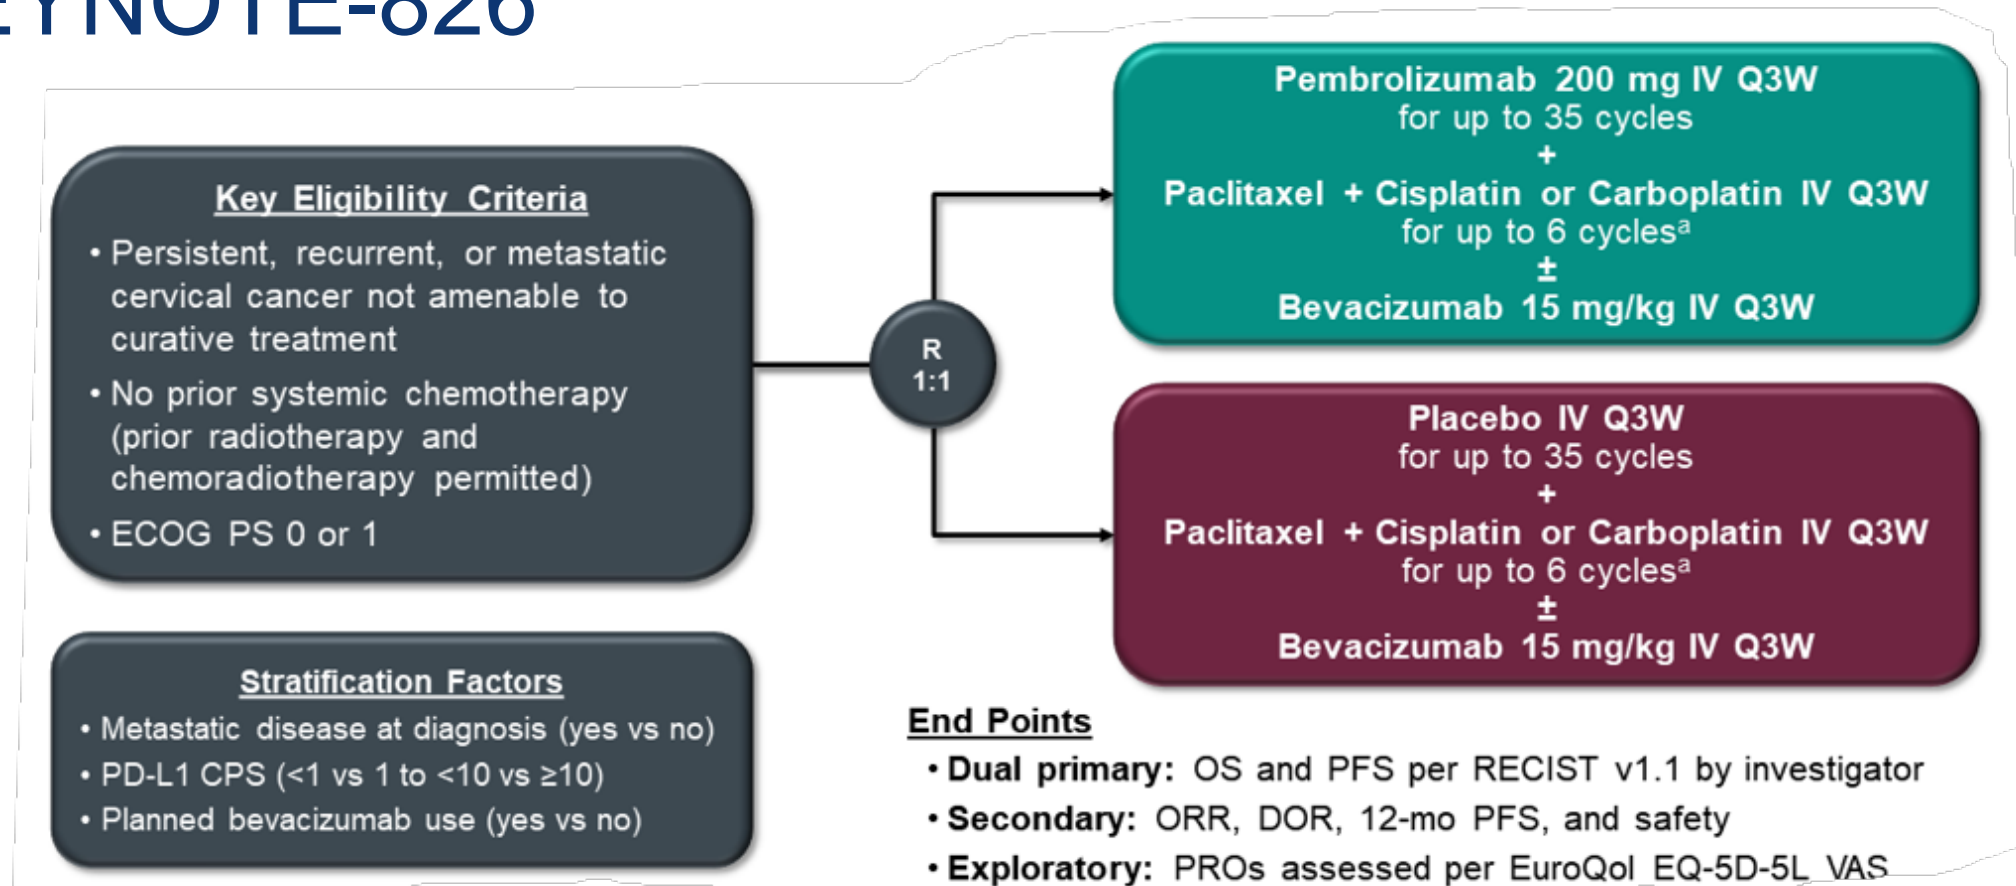 EYNOTE-826
Key Eligibility Criteria
• Persistent, recurrent, or metastatic
cervical cancer not amenable to
curative treatment
• No prior systemic chemotherapy
(prior radiotherapy and
chemoradiotherapy permitted)
• ECOG PS 0 or 1
Stratification Factors
• Metastatic disease at diagnosis (yes vs no)
• PD-L1 CPS (<1 vs 1 to <10 vs ≥10)
• Planned bevacizumab use (yes vs no)
R
1:1
Pembrolizumab 200 mg IV Q3W
for up to 35 cycles
+
Paclitaxel + Cisplatin or Carboplatin IV Q3W
for up to 6 cyclesᵃ
±
Bevacizumab 15 mg/kg IV Q3W
Placebo IV Q3W
for up to 35 cycles
+
Paclitaxel + Cisplatin or Carboplatin IV Q3W
for up to 6 cyclesᵃ
±
Bevacizumab 15 mg/kg IV Q3W
End Points
• Dual primary: OS and PFS per RECIST v1.1 by investigator
• Secondary: ORR, DOR, 12-mo PFS, and safety
• Exploratory: PROs assessed per EuroQol EQ-5D-5L VAS